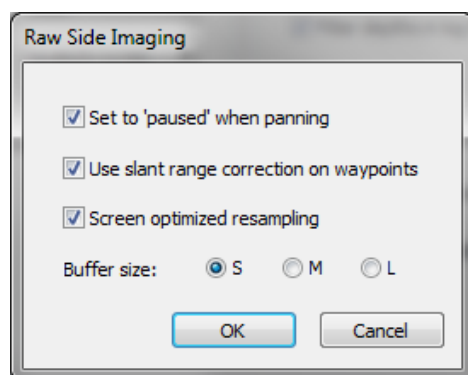 Raw Side Imaging
Set to 'paused' when panning
Use slant range correction on waypoints
Screen optimized resampling
Buffer size: S M L
OK Cancel